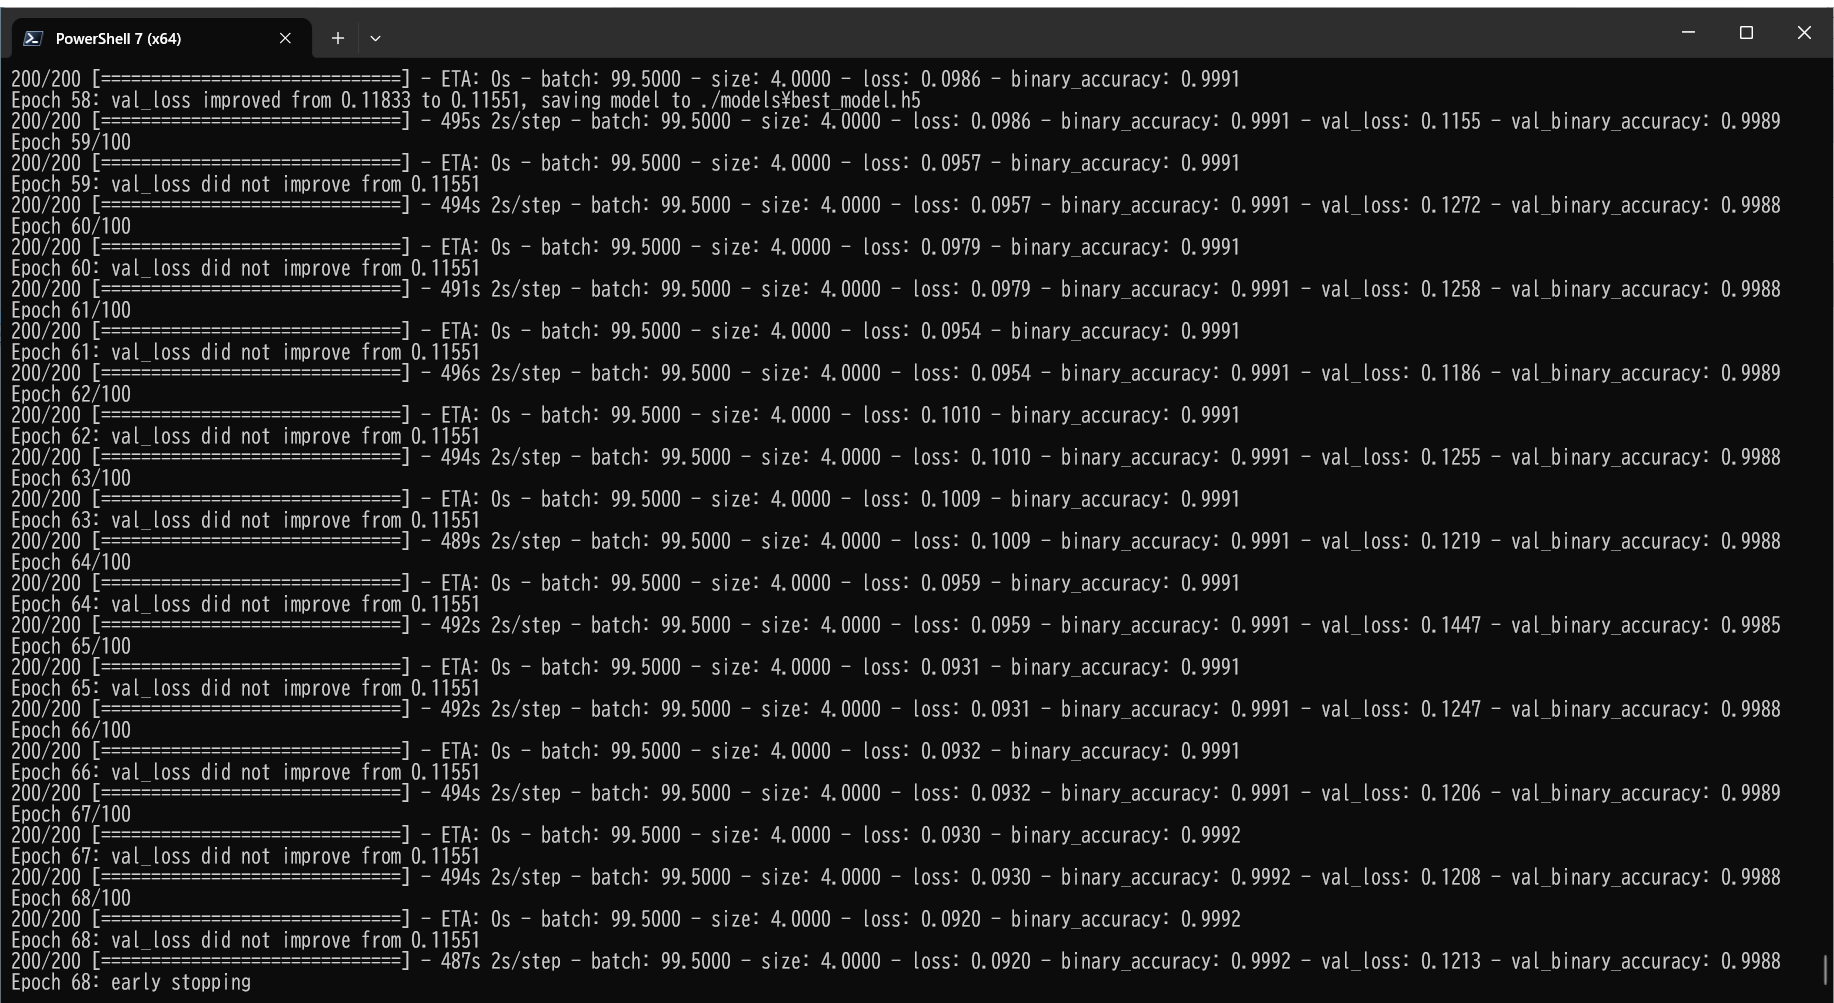 PowerShell 7 (x64)
200/200 [==============================] - ETA: 0s - batch: 99.5000 - size: 4.0000 - loss: 0.0986 - binary_accuracy: 0.9991
Epoch 58: val_loss improved from 0.11833 to 0.11551, saving model to ./models¥best_model.h5
200/200 [==============================] - 495s 2s/step - batch: 99.5000 - size: 4.0000 - loss: 0.0986 - binary_accuracy: 0.9991 - val_loss: 0.1155 - val_binary_accuracy: 0.9989
Epoch 59/100
200/200 [==============================] - ETA: 0s - batch: 99.5000 - size: 4.0000 - loss: 0.0957 - binary_accuracy: 0.9991
Epoch 59: val_loss did not improve from 0.11551
200/200 [==============================] - 494s 2s/step - batch: 99.5000 - size: 4.0000 - loss: 0.0957 - binary_accuracy: 0.9991 - val_loss: 0.1272 - val_binary_accuracy: 0.9988
Epoch 60/100
200/200 [==============================] - ETA: 0s - batch: 99.5000 - size: 4.0000 - loss: 0.0979 - binary_accuracy: 0.9991
Epoch 60: val_loss did not improve from 0.11551
200/200 [==============================] - 491s 2s/step - batch: 99.5000 - size: 4.0000 - loss: 0.0979 - binary_accuracy: 0.9991 - val_loss: 0.1258 - val_binary_accuracy: 0.9988
Epoch 61/100
200/200 [==============================] - ETA: 0s - batch: 99.5000 - size: 4.0000 - loss: 0.0954 - binary_accuracy: 0.9991
Epoch 61: val_loss did not improve from 0.11551
200/200 [==============================] - 496s 2s/step - batch: 99.5000 - size: 4.0000 - loss: 0.0954 - binary_accuracy: 0.9991 - val_loss: 0.1186 - val_binary_accuracy: 0.9989
Epoch 62/100
200/200 [==============================] - ETA: 0s - batch: 99.5000 - size: 4.0000 - loss: 0.1010 - binary_accuracy: 0.9991
Epoch 62: val_loss did not improve from 0.11551
200/200 [==============================] - 494s 2s/step - batch: 99.5000 - size: 4.0000 - loss: 0.1010 - binary_accuracy: 0.9991 - val_loss: 0.1255 - val_binary_accuracy: 0.9988
Epoch 63/100
200/200 [==============================] - ETA: 0s - batch: 99.5000 - size: 4.0000 - loss: 0.1009 - binary_accuracy: 0.9991
Epoch 63: val_loss did not improve from 0.11551
200/200 [==============================] - 489s 2s/step - batch: 99.5000 - size: 4.0000 - loss: 0.1009 - binary_accuracy: 0.9991 - val_loss: 0.1219 - val_binary_accuracy: 0.9988
Epoch 64/100
200/200 [==============================] - ETA: 0s - batch: 99.5000 - size: 4.0000 - loss: 0.0959 - binary_accuracy: 0.9991
Epoch 64: val_loss did not improve from 0.11551
200/200 [==============================] - 492s 2s/step - batch: 99.5000 - size: 4.0000 - loss: 0.0959 - binary_accuracy: 0.9991 - val_loss: 0.1447 - val_binary_accuracy: 0.9985
Epoch 65/100
200/200 [==============================] - ETA: 0s - batch: 99.5000 - size: 4.0000 - loss: 0.0931 - binary_accuracy: 0.9991
Epoch 65: val_loss did not improve from 0.11551
200/200 [==============================] - 492s 2s/step - batch: 99.5000 - size: 4.0000 - loss: 0.0931 - binary_accuracy: 0.9991 - val_loss: 0.1247 - val_binary_accuracy: 0.9988
Epoch 66/100
200/200 [==============================] - ETA: 0s - batch: 99.5000 - size: 4.0000 - loss: 0.0932 - binary_accuracy: 0.9991
Epoch 66: val_loss did not improve from 0.11551
200/200 [==============================] - 494s 2s/step - batch: 99.5000 - size: 4.0000 - loss: 0.0932 - binary_accuracy: 0.9991 - val_loss: 0.1206 - val_binary_accuracy: 0.9989
Epoch 67/100
200/200 [==============================] - ETA: 0s - batch: 99.5000 - size: 4.0000 - loss: 0.0930 - binary_accuracy: 0.9992
Epoch 67: val_loss did not improve from 0.11551
200/200 [==============================] - 494s 2s/step - batch: 99.5000 - size: 4.0000 - loss: 0.0930 - binary_accuracy: 0.9992 - val_loss: 0.1208 - val_binary_accuracy: 0.9988
Epoch 68/100
200/200 [==============================] - ETA: 0s - batch: 99.5000 - size: 4.0000 - loss: 0.0920 - binary_accuracy: 0.9992
Epoch 68: val_loss did not improve from 0.11551
200/200 [==============================] - 487s 2s/step - batch: 99.5000 - size: 4.0000 - loss: 0.0920 - binary_accuracy: 0.9992 - val_loss: 0.1213 - val_binary_accuracy: 0.9988
Epoch 68: early stopping